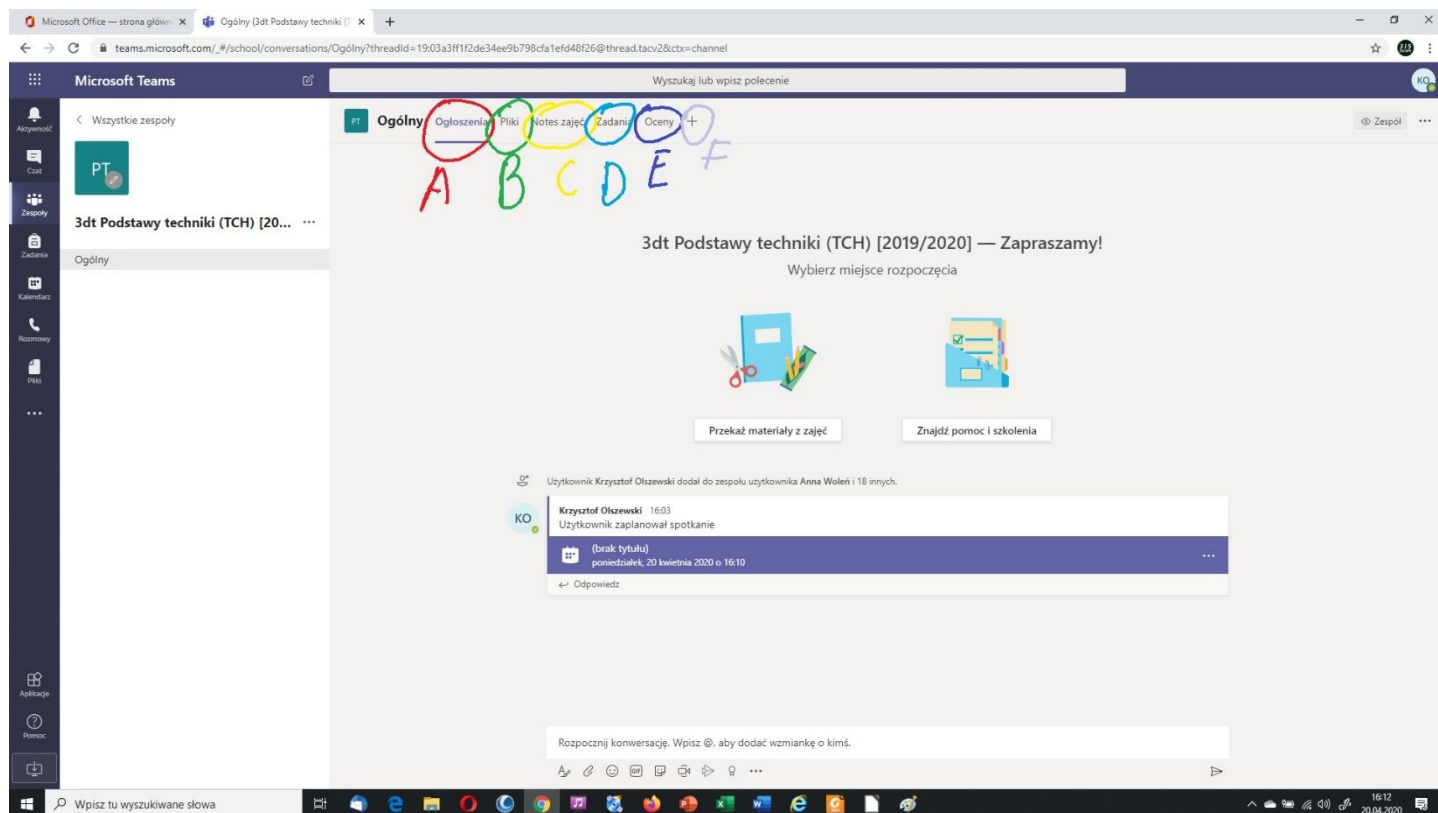 Microsoft Office — strona główn
Ogólny (3dt Podstawy techniki (T
teams.microsoft.com/_#/school/conversations/Ogólny?threadId=19:03a3ff1f2de34ee9b798cfa1efd48f26@thread.tacv2&ctx=channel
Microsoft Teams
Wyszukaj lub wpisz polecenie
KO
Aktywność
Czat
Zespoły
Zadania
Kalendarz
Rozmowy
Pliki
Aplikacje
Pomoc
Wszystkie zespoły
PT
3dt Podstawy techniki (TCH) [20...
Ogólny
PT Ogólny Ogłoszenia Pliki Notes zajęć Zadania Oceny +
Zespół
A B C D E F
3dt Podstawy techniki (TCH) [2019/2020] — Zapraszamy!
Wybierz miejsce rozpoczęcia
Przekaż materiały z zajęć
Znajdź pomoc i szkolenia
Użytkownik Krzysztof Olszewski dodał do zespołu użytkownika Anna Woleń i 18 innych.
KO
Krzysztof Olszewski 16:03
Użytkownik zaplanował spotkanie
(brak tytułu)
poniedziałek, 20 kwietnia 2020 o 16:10
Odpowiedz
Rozpocznij konwersację. Wpisz @, aby dodać wzmiankę o kimś.
GIF
Wpisz tu wyszukiwane słowa
16:12
20.04.2020